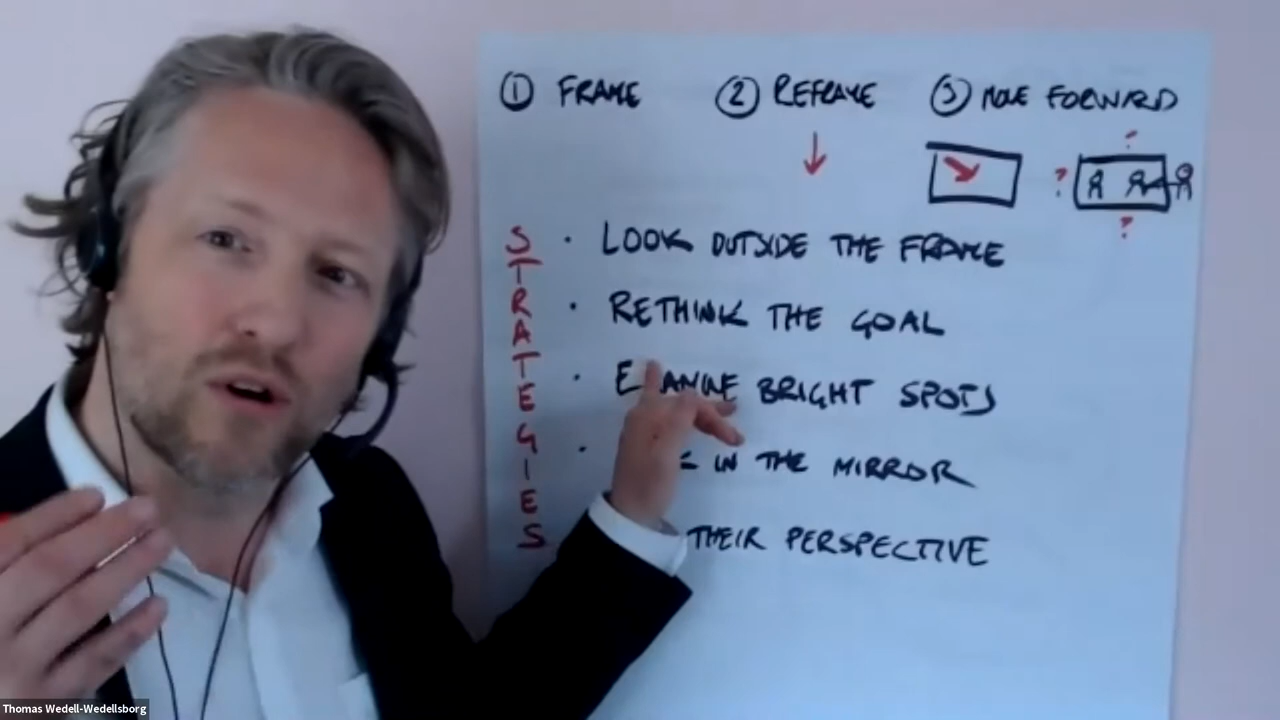 ① FRAME ② REFRAME ③ MOVE FORWARD
? ? ?
STRATEGIES
· LOOK OUTSIDE THE FRAME
· RETHINK THE GOAL
· BRIGHT SPOTS
· IN THE MIRROR
THEIR PERSPECTIVE
Thomas Wedell-Wedellsborg